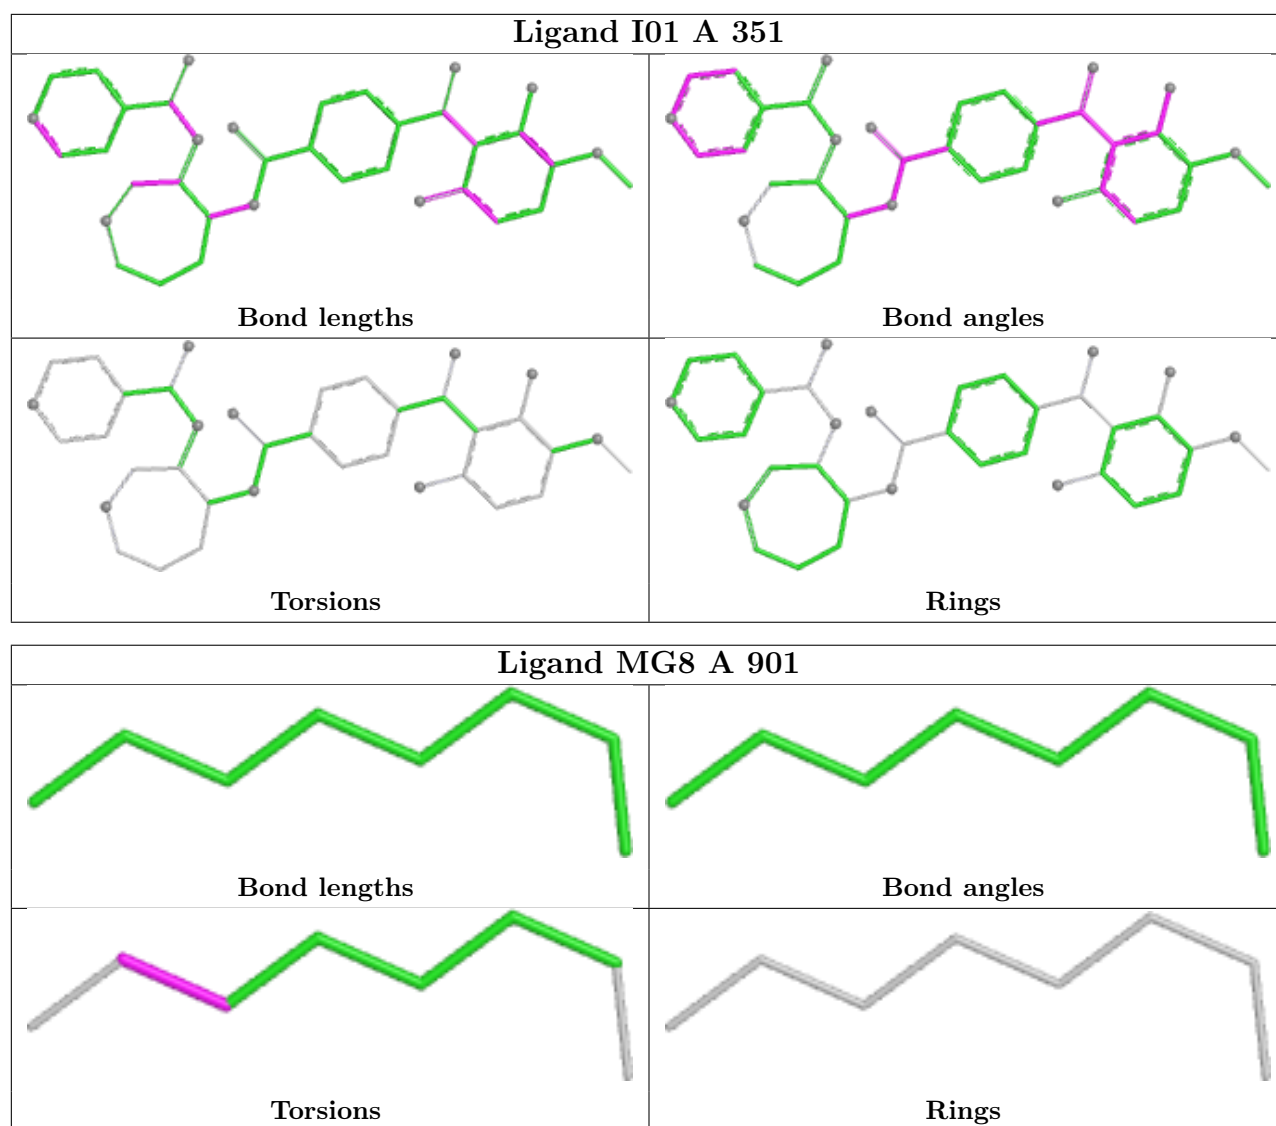 Ligand I01 A 351
Bond lengths
Bond angles
Torsions
Rings
Ligand MG8 A 901
Bond lengths
Bond angles
Torsions
Rings